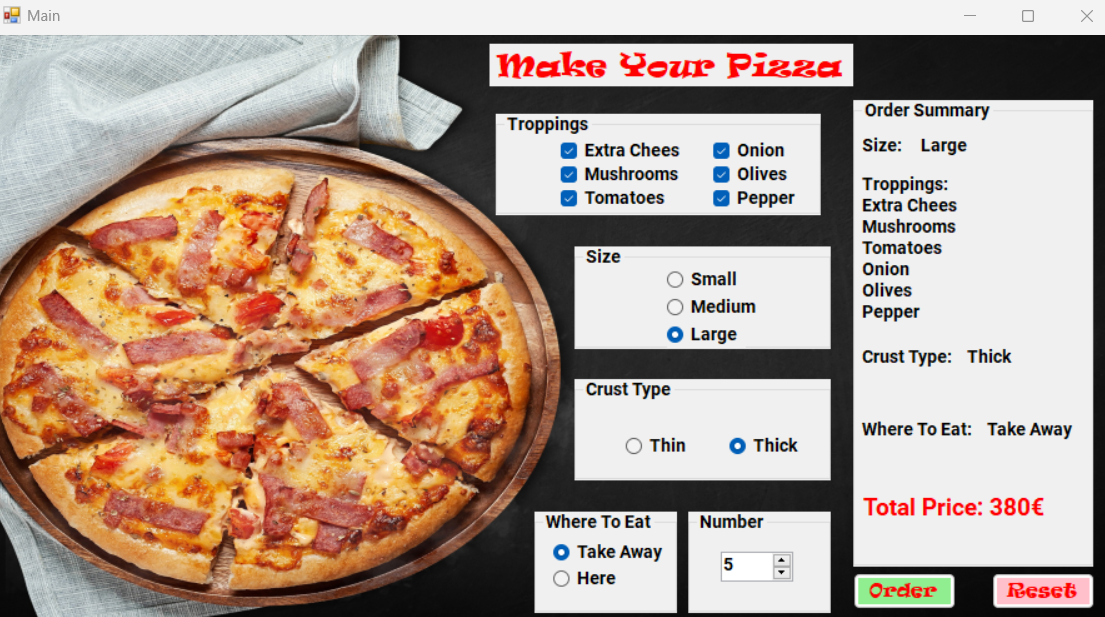 Main
Make Your Pizza
Troppings
Extra Chees
Onion
Mushrooms
Olives
Tomatoes
Pepper
Size
Small
Medium
Large
Crust Type
Thin
Thick
Where To Eat
Take Away
Here
Number
5
Order Summary
Size: Large
Troppings:
Extra Chees
Mushrooms
Tomatoes
Onion
Olives
Pepper
Crust Type: Thick
Where To Eat: Take Away
Total Price: 380€
Order
Reset